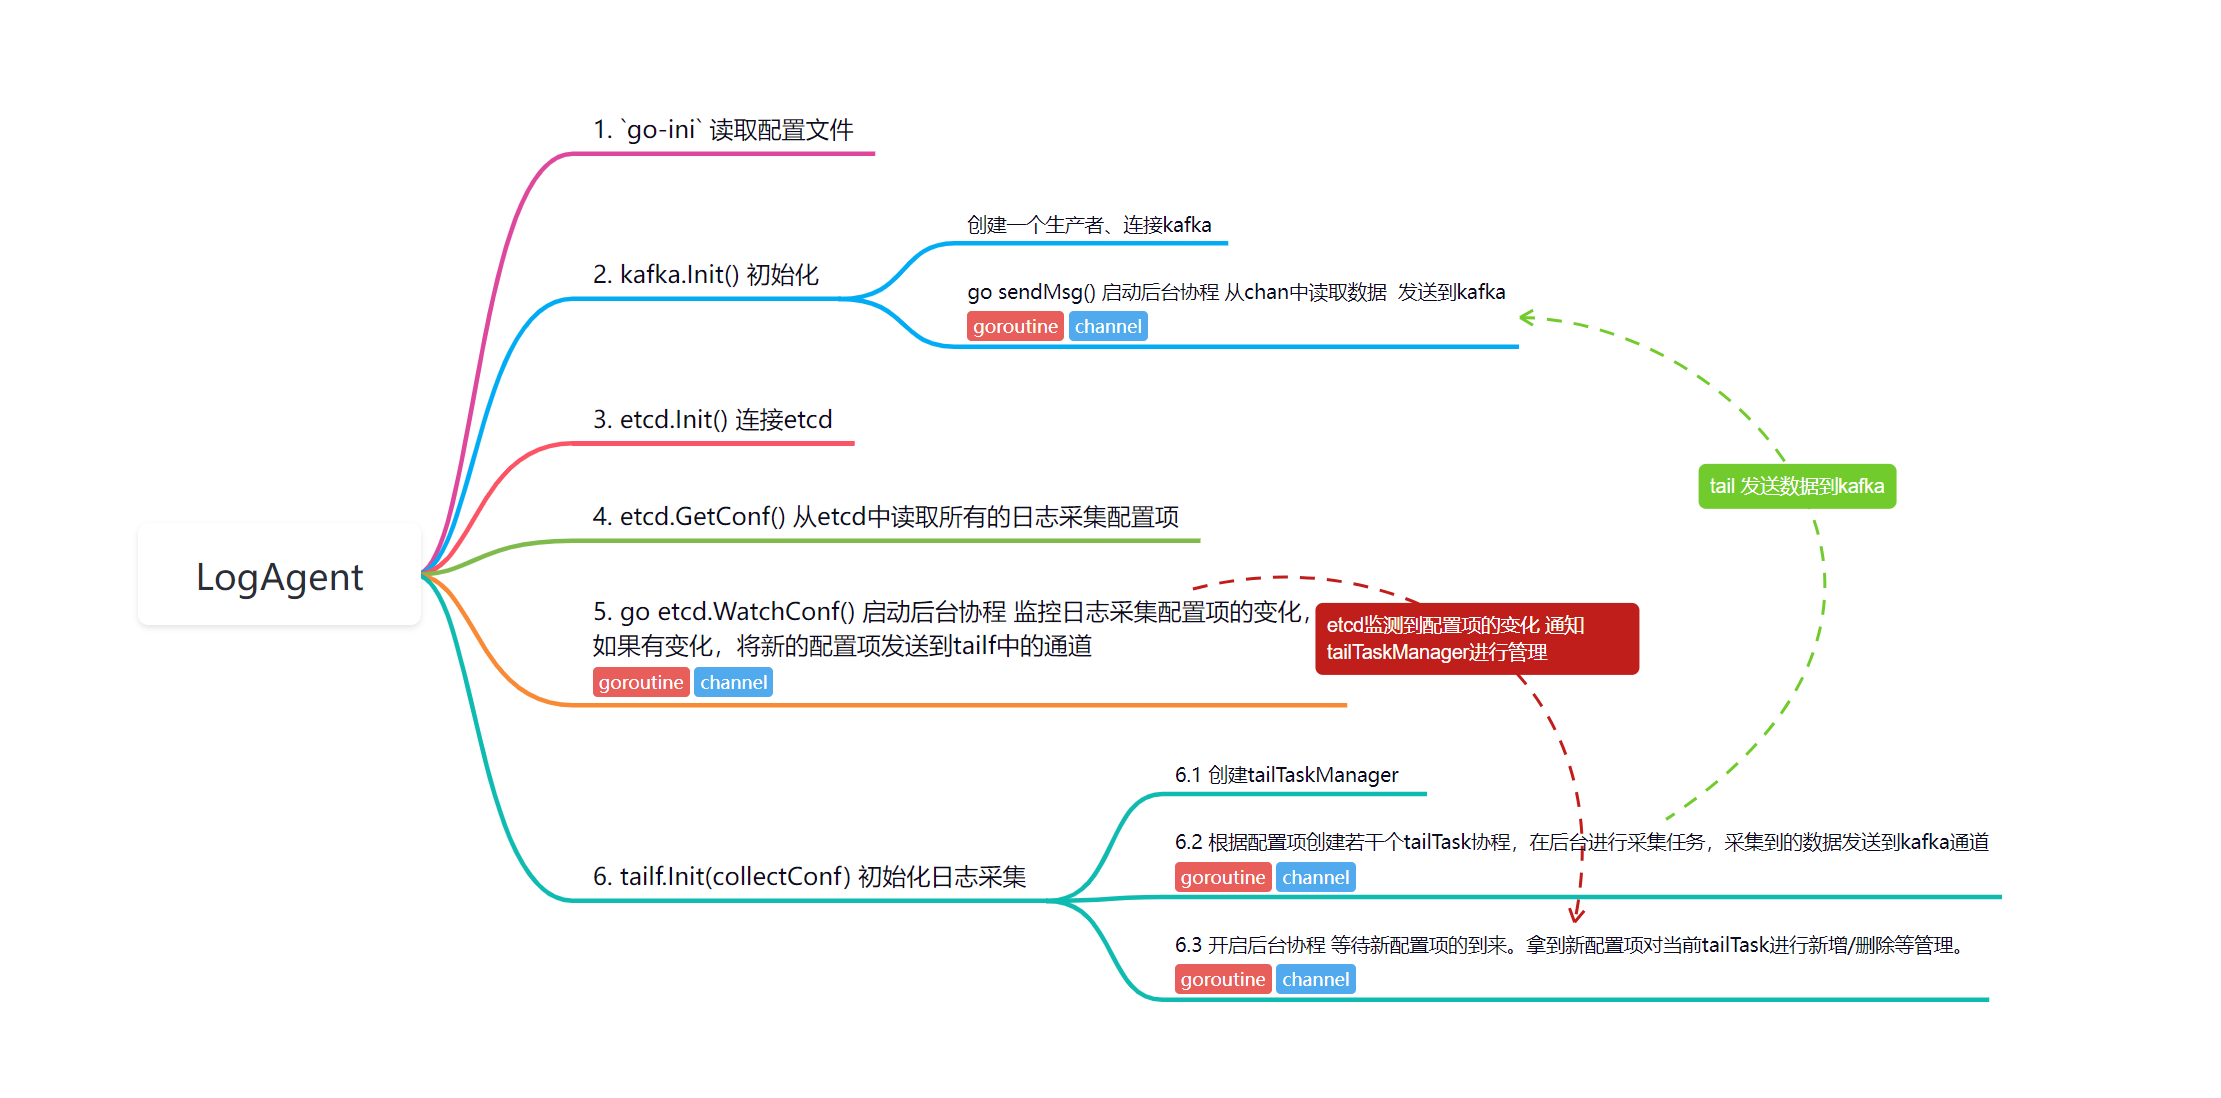 LogAgent
1. `go-ini` 读取配置文件
2. kafka.Init() 初始化
创建一个生产者、连接kafka
go sendMsg() 启动后台协程 从chan中读取数据  发送到kafka
goroutine channel
3. etcd.Init() 连接etcd
tail 发送数据到kafka
4. etcd.GetConf() 从etcd中读取所有的日志采集配置项
5. go etcd.WatchConf() 启动后台协程 监控日志采集配置项的变化，
如果有变化，将新的配置项发送到tailf中的通道
goroutine channel
etcd监测到配置项的变化 通知
tailTaskManager进行管理
6. tailf.Init(collectConf) 初始化日志采集
6.1 创建tailTaskManager
6.2 根据配置项创建若干个tailTask协程，在后台进行采集任务，采集到的数据发送到kafka通道
goroutine channel
6.3 开启后台协程 等待新配置项的到来。拿到新配置项对当前tailTask进行新增/删除等管理。
goroutine channel